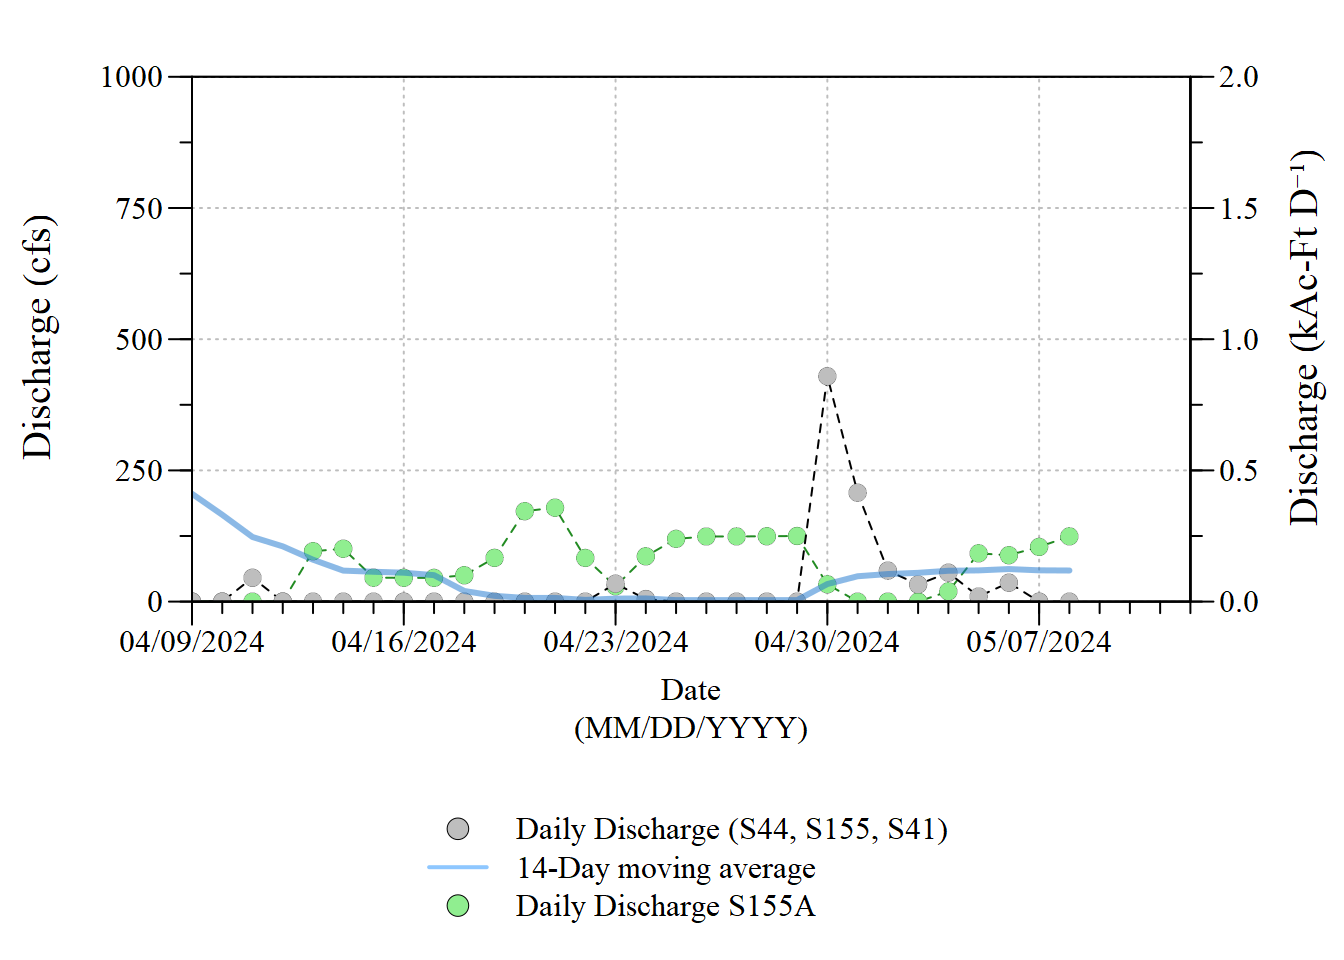 1000
750
500
250
0
Discharge (cfs)
2.0
1.5
1.0
0.5
0.0
Discharge (kAc-Ft D⁻¹)
04/09/2024 04/16/2024 04/23/2024 04/30/2024 05/07/2024
Date
(MM/DD/YYYY)
Daily Discharge (S44, S155, S41)
14-Day moving average
Daily Discharge S155A